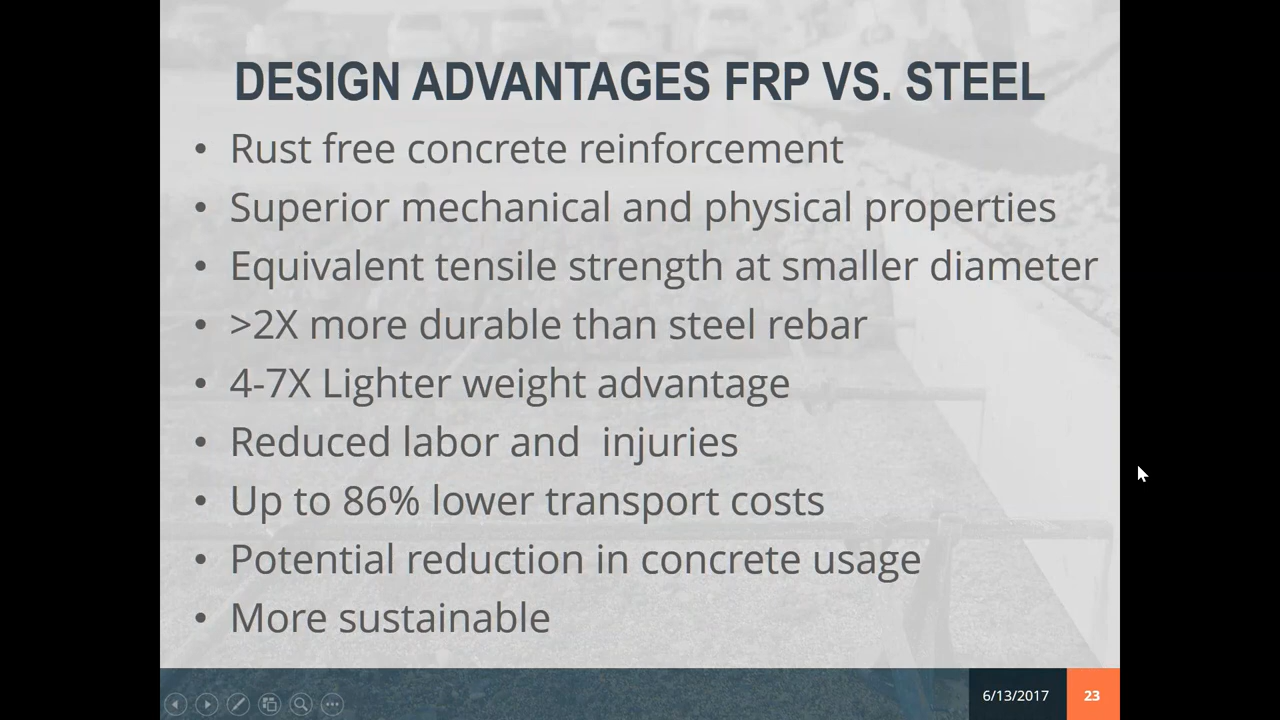 DESIGN ADVANTAGES FRP VS. STEEL
• Rust free concrete reinforcement
• Superior mechanical and physical properties
• Equivalent tensile strength at smaller diameter
• >2X more durable than steel rebar
• 4-7X Lighter weight advantage
• Reduced labor and  injuries
• Up to 86% lower transport costs
• Potential reduction in concrete usage
• More sustainable
6/13/2017
23